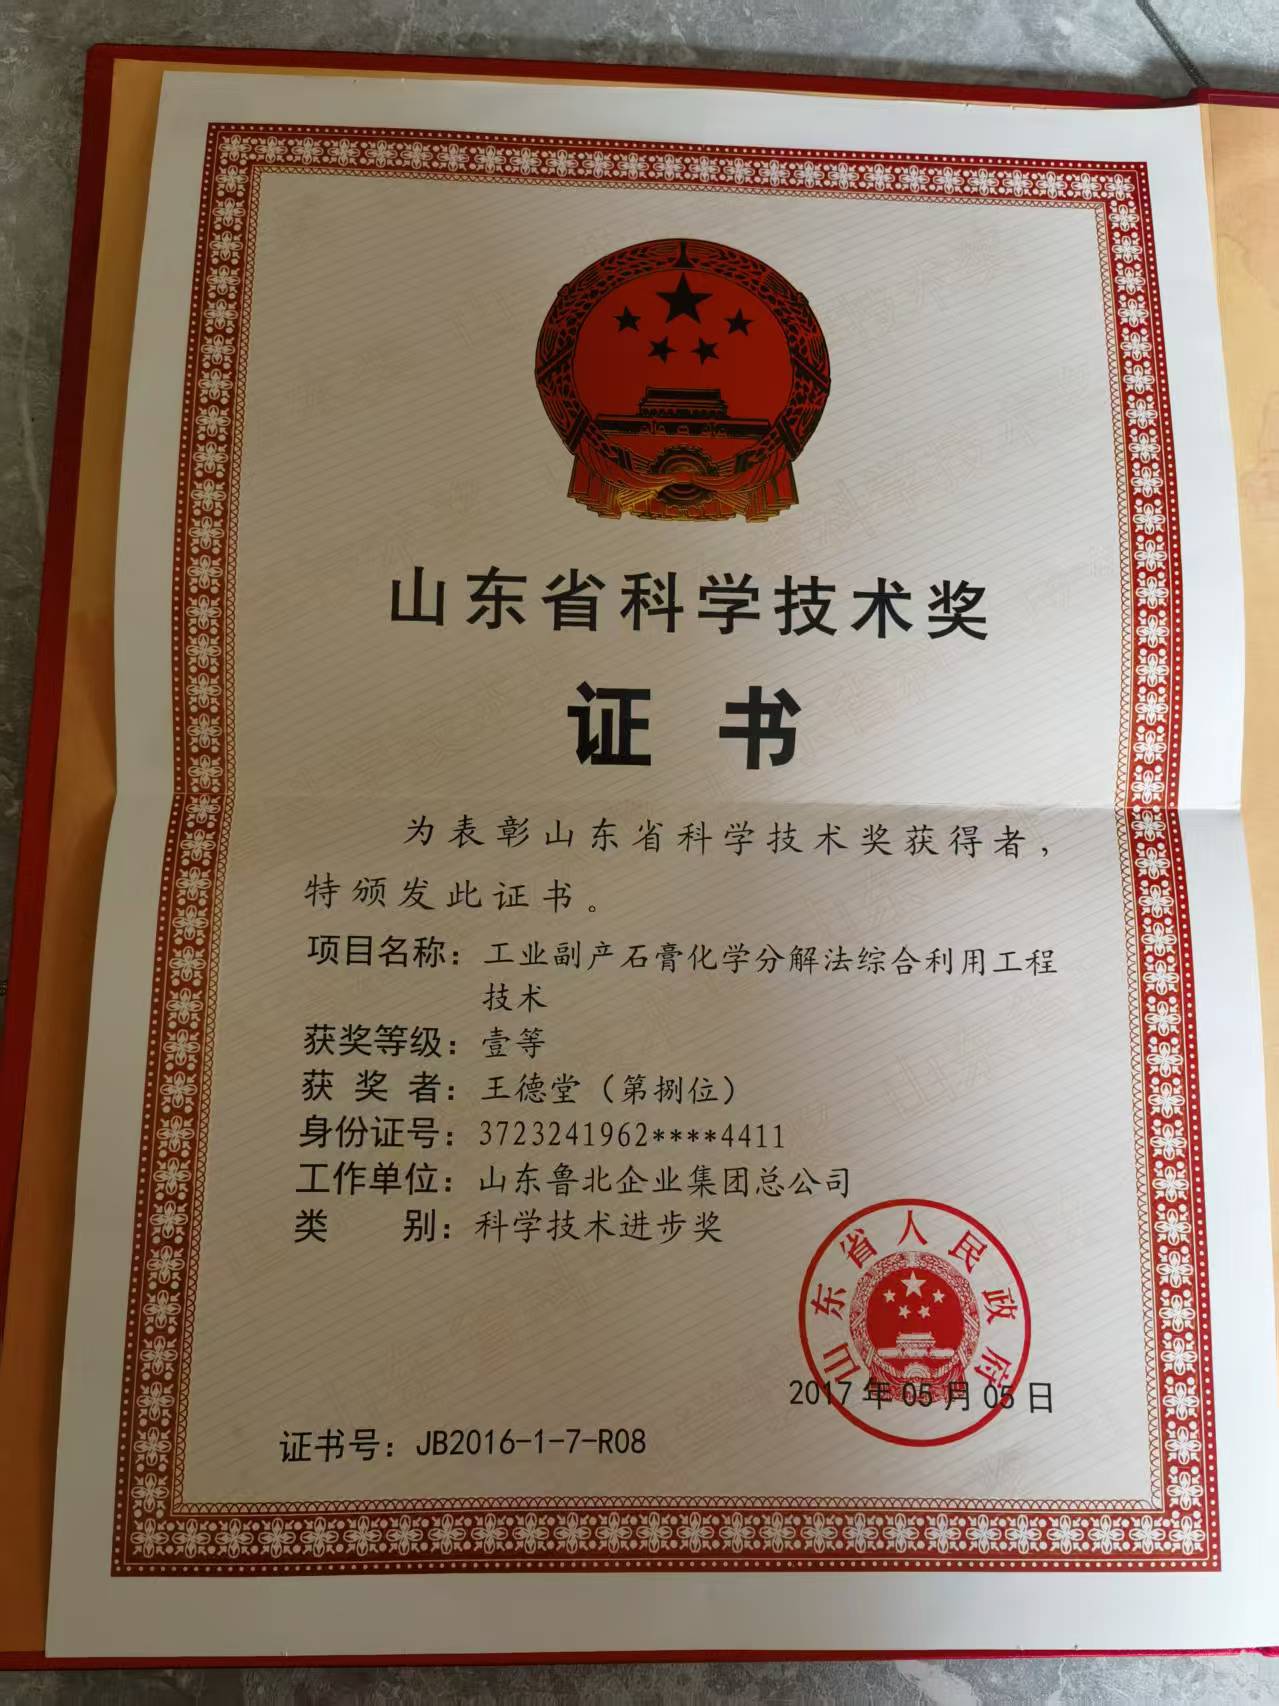 山东省科学技术奖
证书
为表彰山东省科学技术奖获得者，
特颁发此证书。
项目名称：工业副产石膏化学分解法综合利用工程
技术
获奖等级：壹等
获奖者：王德堂（第捌位）
身份证号：3723241962****4411
工作单位：山东鲁北企业集团总公司
类别：科学技术进步奖
山东省人民政府
2017年05月05日
证书号：JB2016-1-7-R08